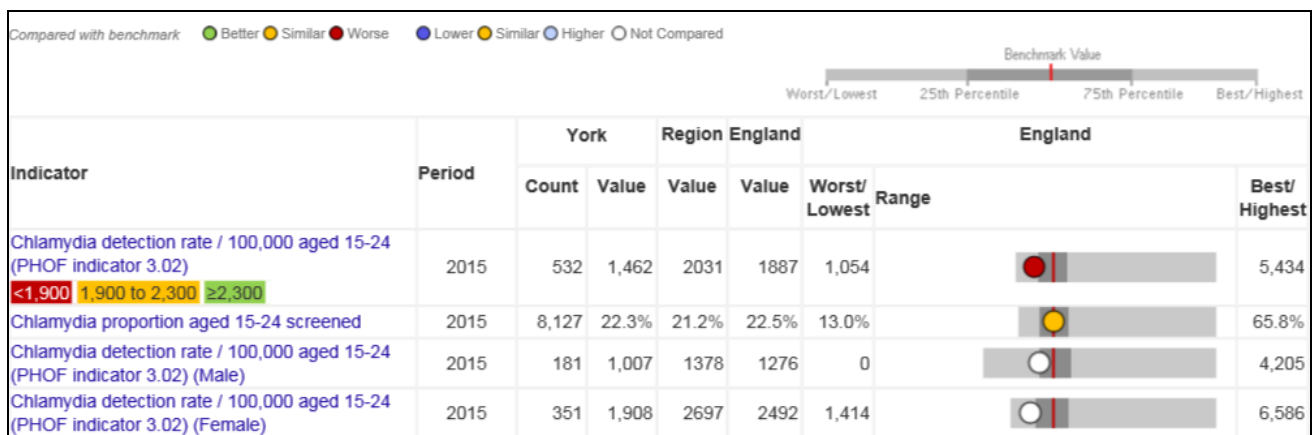 Compared with benchmark Better Similar Worse Lower Similar Higher Not Compared
Benchmark Value
Worst/Lowest 25th Percentile 75th Percentile Best/Highest
Indicator Period York Region England England
Count Value Value Value Worst/ Lowest Range Best/ Highest
Chlamydia detection rate / 100,000 aged 15-24
(PHOF indicator 3.02) 2015 532 1,462 2031 1887 1,054 5,434
<1,900 1,900 to 2,300 ≥2,300
Chlamydia proportion aged 15-24 screened 2015 8,127 22.3% 21.2% 22.5% 13.0% 65.8%
Chlamydia detection rate / 100,000 aged 15-24
(PHOF indicator 3.02) (Male) 2015 181 1,007 1378 1276 0 4,205
Chlamydia detection rate / 100,000 aged 15-24
(PHOF indicator 3.02) (Female) 2015 351 1,908 2697 2492 1,414 6,586